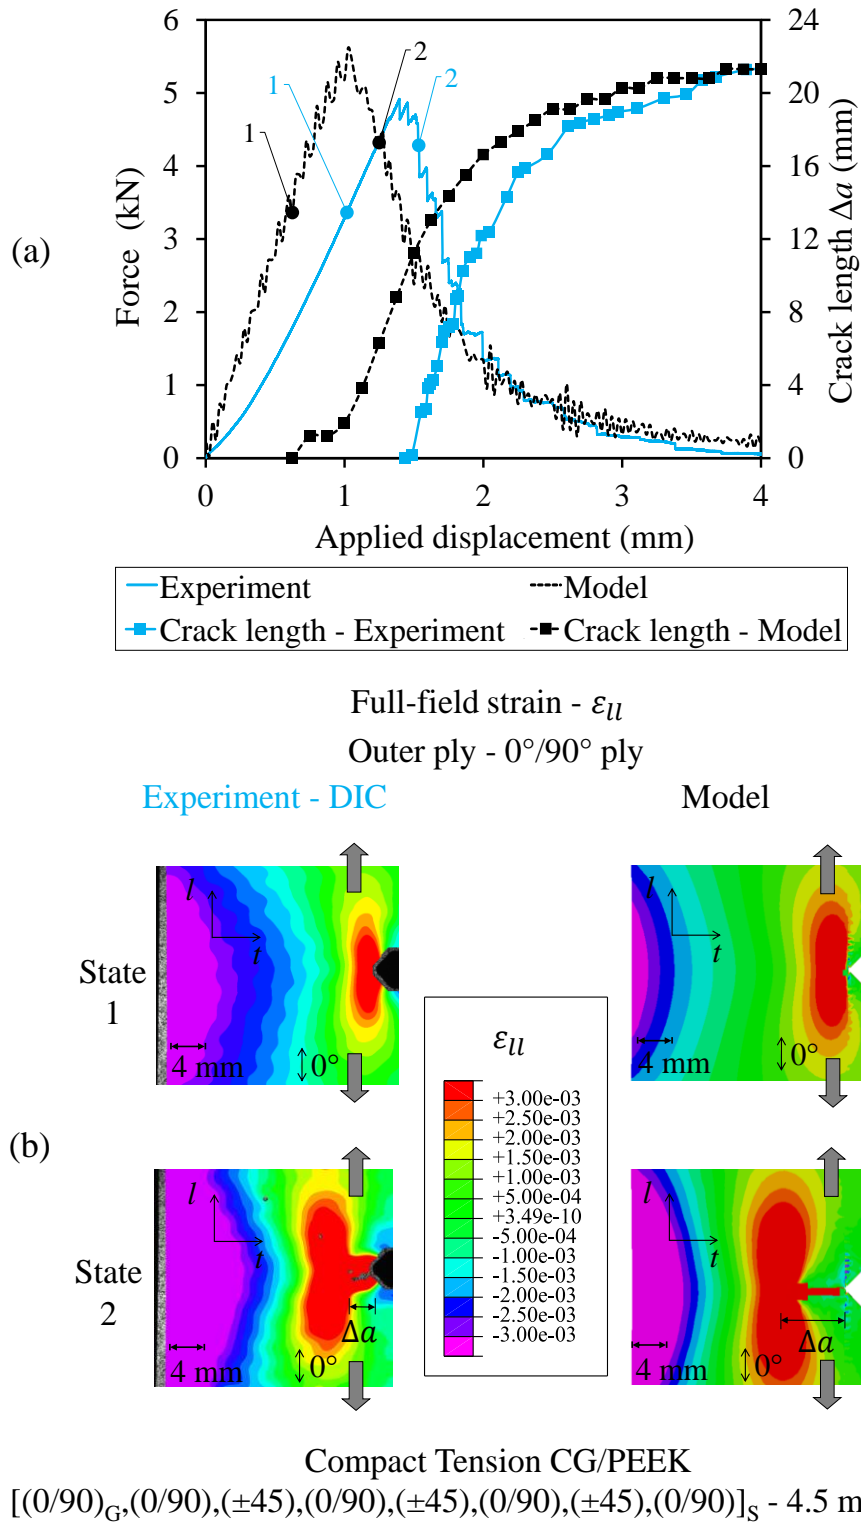 (a)
Force (kN)
6
5
4
3
2
1
0
24
20
16
12
8
4
0
Crack length Δa (mm)
1
2
1
2
0
1
2
3
4
Applied displacement (mm)
Experiment
Model
Crack length - Experiment
Crack length - Model
Full-field strain - εll
Outer ply - 0°/90° ply
Experiment - DIC
Model
(b)
State
1
l
t
4 mm
0°
l
t
4 mm
0°
εll
+3.00e-03
+2.50e-03
+2.00e-03
+1.50e-03
+1.00e-03
+5.00e-04
+3.49e-10
-5.00e-04
-1.00e-03
-1.50e-03
-2.00e-03
-2.50e-03
-3.00e-03
State
2
l
t
Δa
4 mm
0°
l
t
Δa
4 mm
0°
Compact Tension CG/PEEK
[(0/90)G,(0/90),(±45),(0/90),(±45),(0/90),(±45),(0/90)]S - 4.5 m